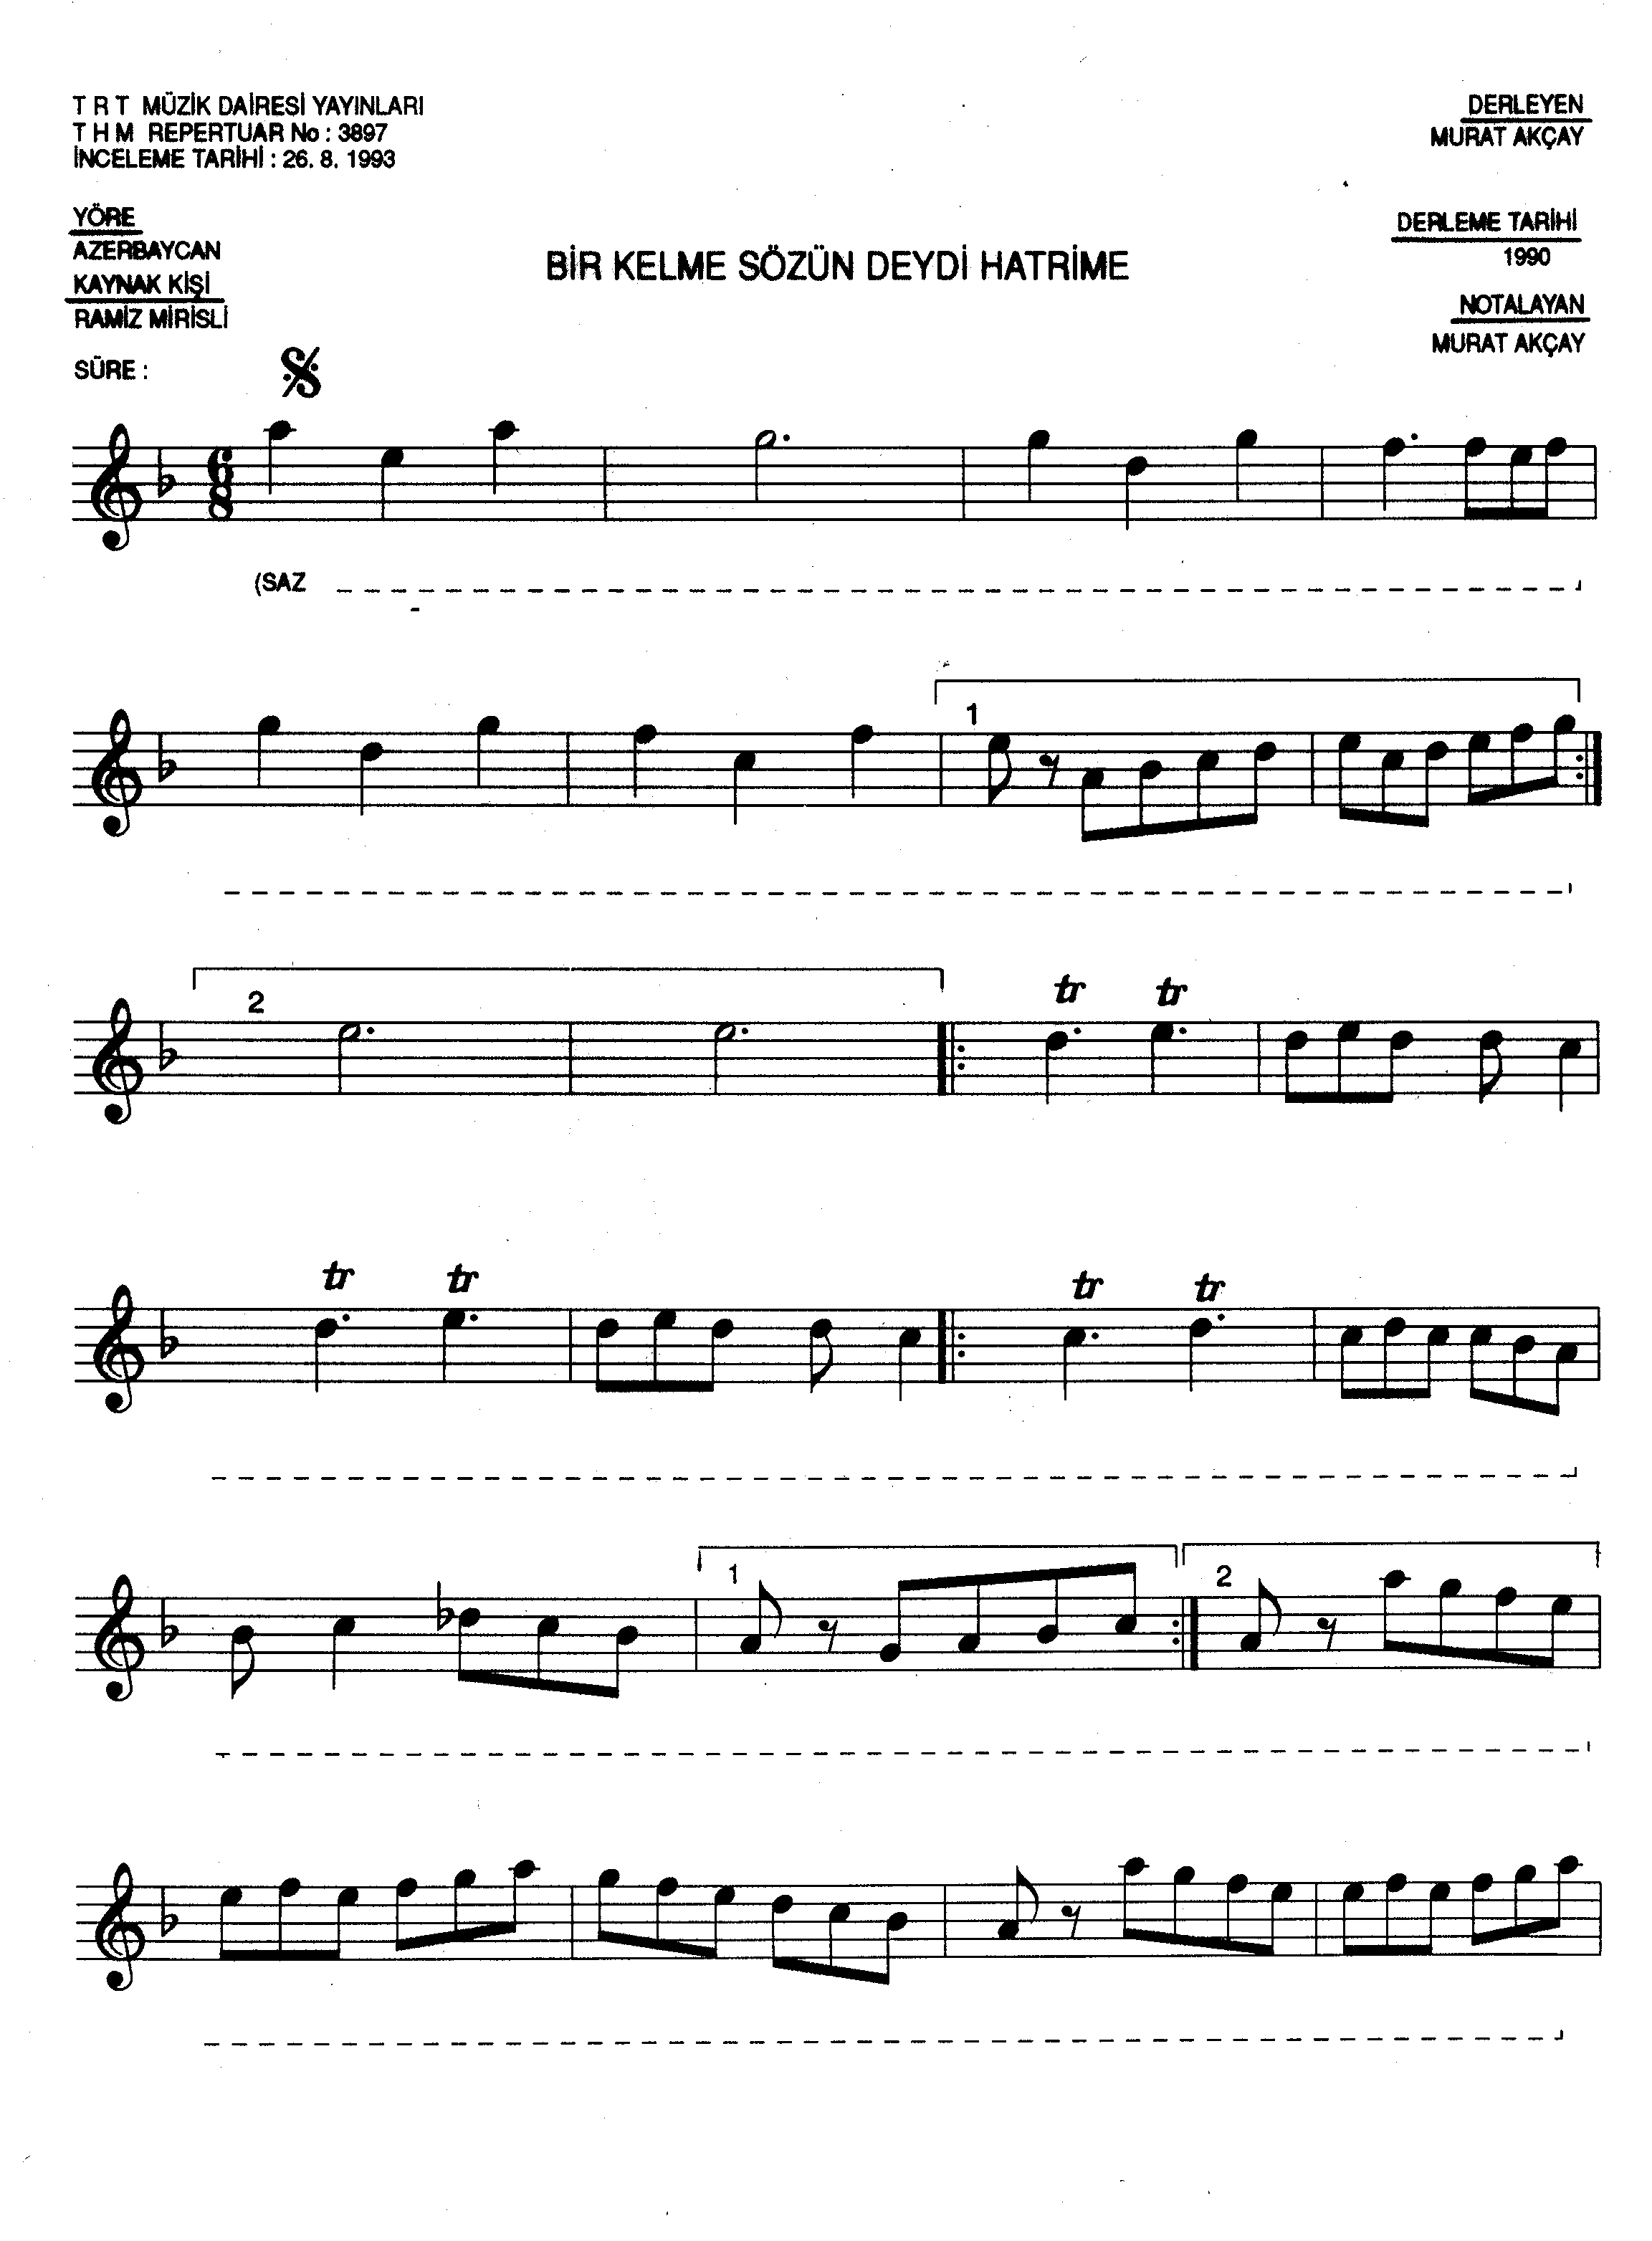 T R T MÜZİK DAİRESİ YAYINLARI
T H M REPERTUAR No : 3897
İNCELEME TARİHİ : 26. 8. 1993
DERLEYEN
MURAT AKÇAY
YÖRE
AZERBAYCAN
KAYNAK KİŞİ
RAMİZ MİRİSLİ
BİR KELME SÖZÜN DEYDİ HATRİME
DERLEME TARİHİ
1990
NOTALAYAN
MURAT AKÇAY
SÜRE :
6
8
(SAZ
1
2
tr tr
tr tr tr tr
1 2